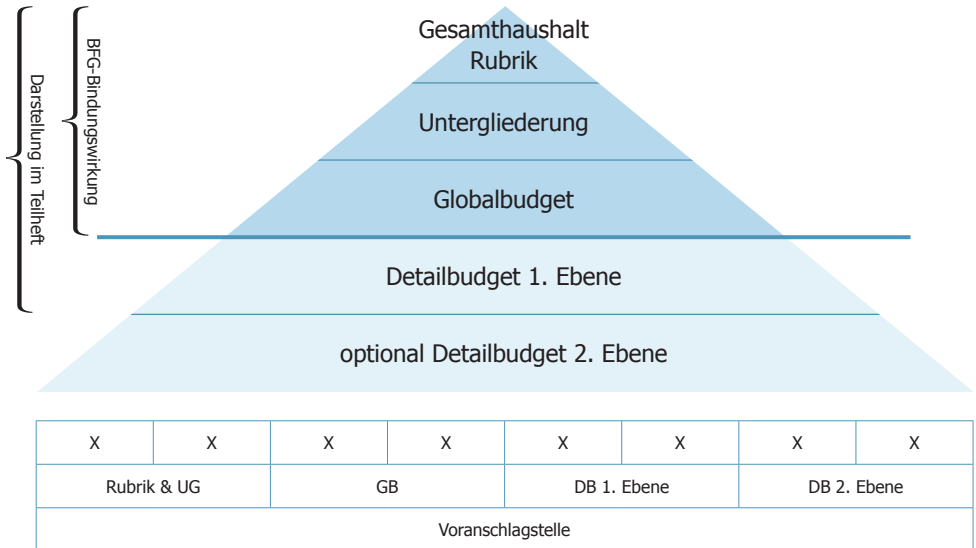 Gesamthaushalt
Rubrik
Untergliederung
Globalbudget
Detailbudget 1. Ebene
optional Detailbudget 2. Ebene
Darstellung im Teilheft
BFG-Bindungswirkung
X X X X X X X X
Rubrik & UG GB DB 1. Ebene DB 2. Ebene
Voranschlagstelle